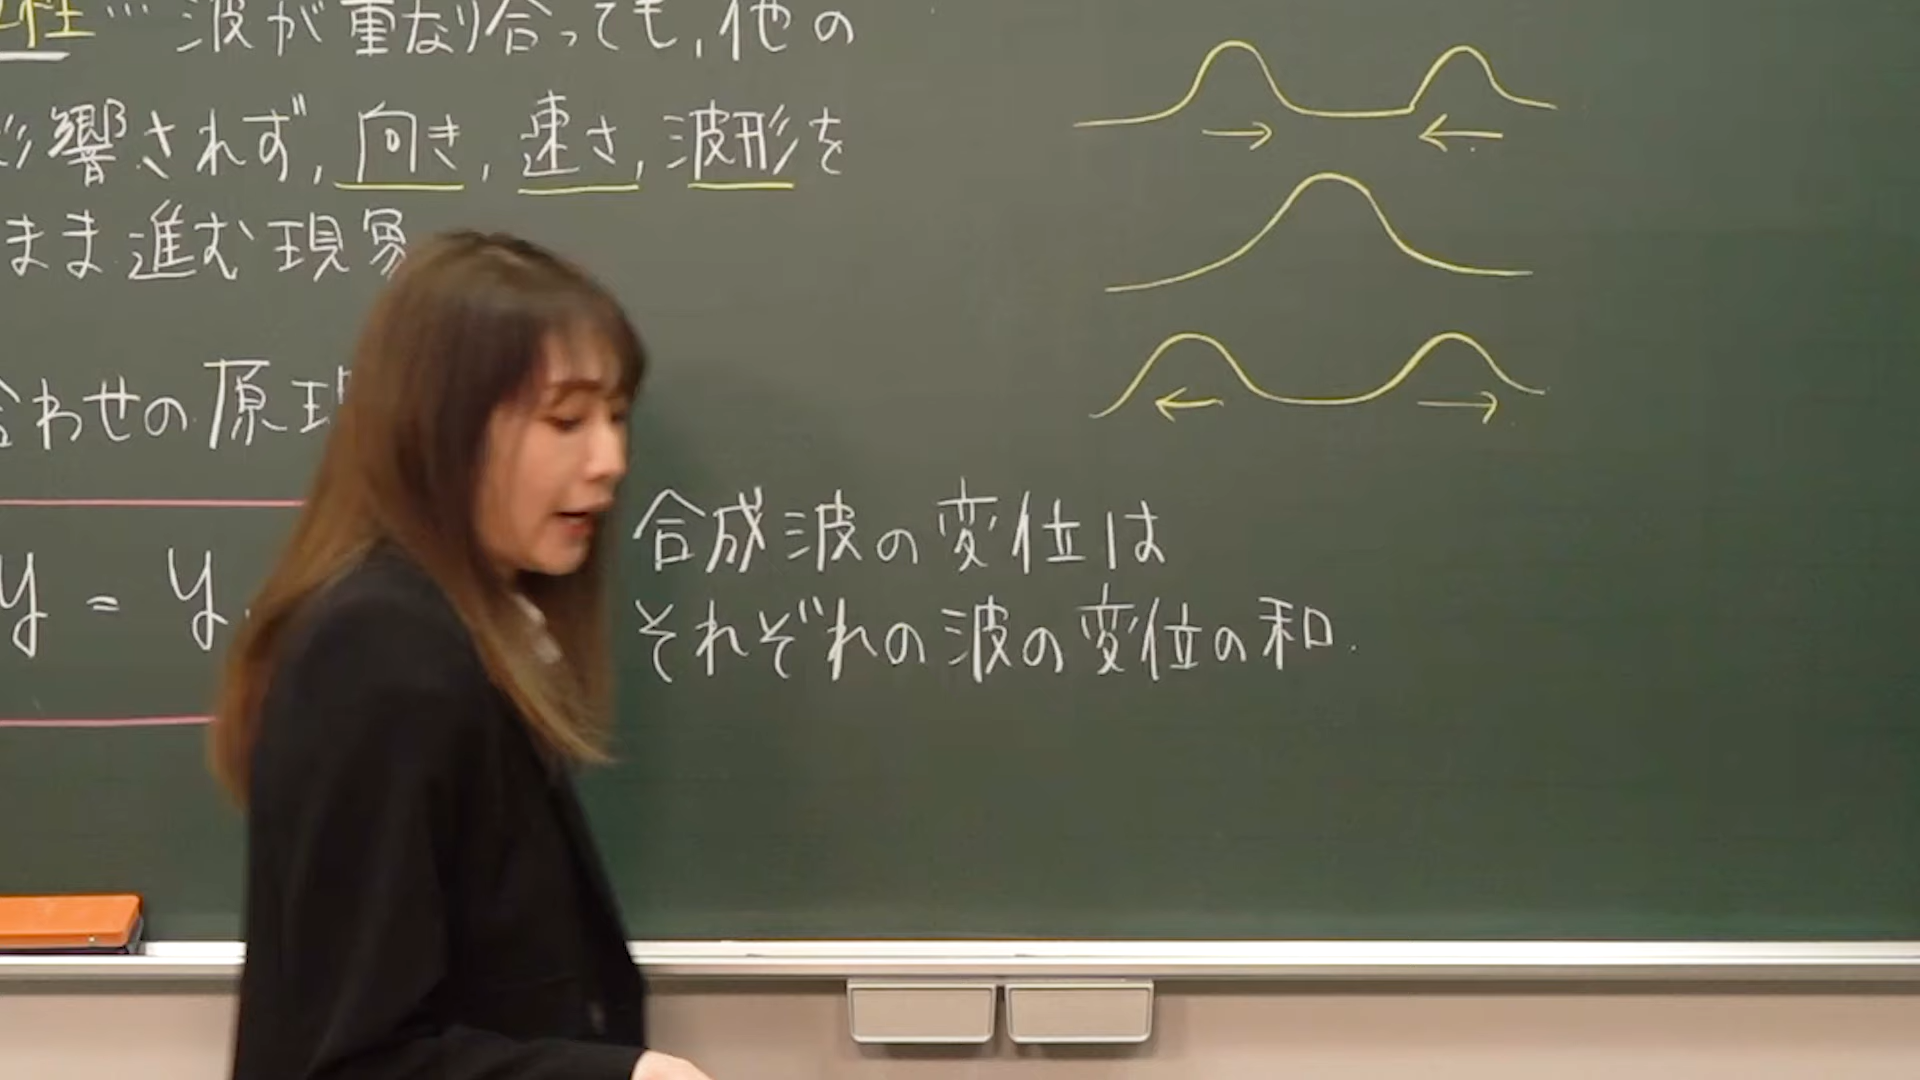 性… 波が重なり合っても, 他の
影響されず, 向き, 速さ, 波形を
まま進む現象
合わせの原理
y = y
合成波の変位は
それぞれの波の変位の和.